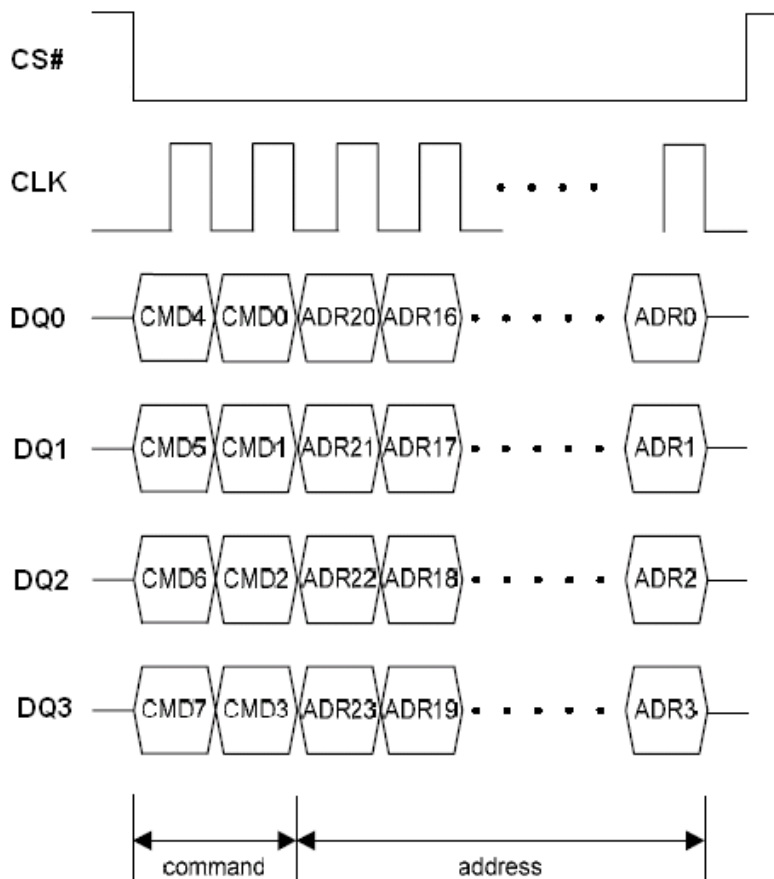 CS#
CLK
DQ0 CMD4 CMD0 ADR20 ADR16 ADR0
DQ1 CMD5 CMD1 ADR21 ADR17 ADR1
DQ2 CMD6 CMD2 ADR22 ADR18 ADR2
DQ3 CMD7 CMD3 ADR23 ADR19 ADR3
command address